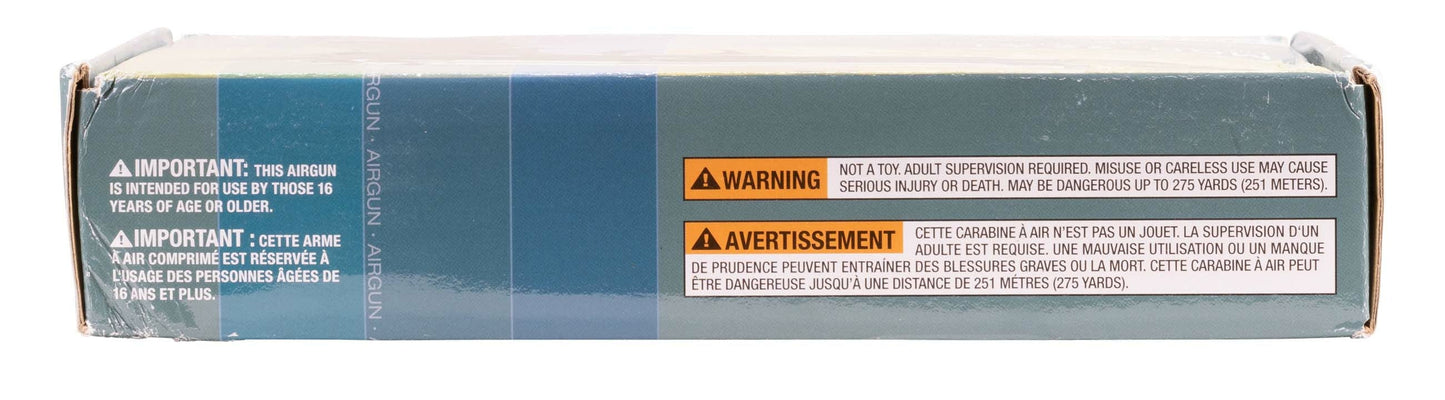 ⚠IMPORTANT: THIS AIRGUN
IS INTENDED FOR USE BY THOSE 16
YEARS OF AGE OR OLDER.
⚠IMPORTANT : CETTE ARME
À AIR COMPRIMÉ EST RÉSERVÉE À
L'USAGE DES PERSONNES ÂGÉES DE
16 ANS ET PLUS.
AIRGUN · AIRGUN ·
⚠WARNING
NOT A TOY. ADULT SUPERVISION REQUIRED. MISUSE OR CARELESS USE MAY CAUSE
SERIOUS INJURY OR DEATH. MAY BE DANGEROUS UP TO 275 YARDS (251 METERS).
⚠AVERTISSEMENT
CETTE CARABINE À AIR N'EST PAS UN JOUET. LA SUPERVISION D'UN
ADULTE EST REQUISE. UNE MAUVAISE UTILISATION OU UN MANQUE
DE PRUDENCE PEUVENT ENTRAÎNER DES BLESSURES GRAVES OU LA MORT. CETTE CARABINE À AIR PEUT
ÊTRE DANGEREUSE JUSQU'À UNE DISTANCE DE 251 MÉTRES (275 YARDS).